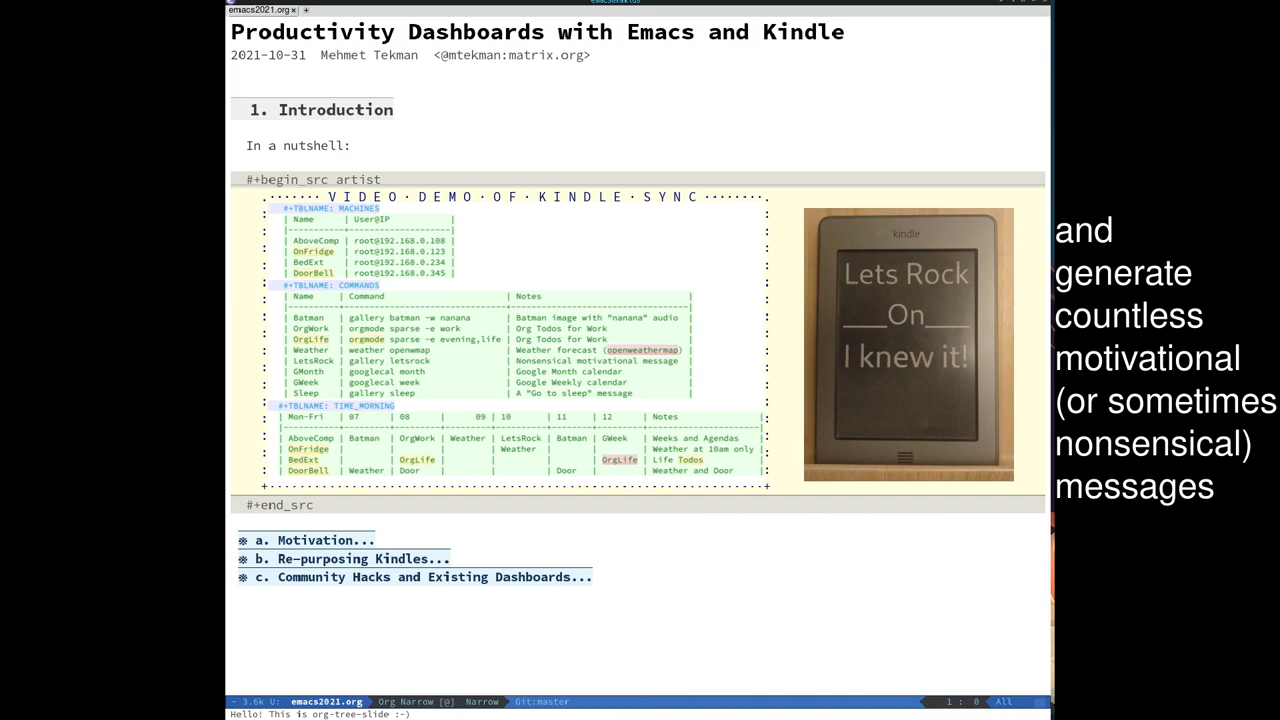 emacs2021.org × +
Productivity Dashboards with Emacs and Kindle
2021-10-31 Mehmet Tekman <@mtekman:matrix.org>
1. Introduction
In a nutshell:
#+begin_src artist
.······· V I D E O · D E M O · O F · K I N D L E · S Y N C ········.
#+TBLNAME: MACHINES
| Name | User@IP |
|-----------+--------------------|
| AboveComp | root@192.168.0.108 |
| OnFridge | root@192.168.0.123 |
| BedExt | root@192.168.0.234 |
| DoorBell | root@192.168.0.345 |
#+TBLNAME: COMMANDS
| Name | Command | Notes |
| Batman | gallery batman -w nanana | Batman image with "nanana" audio
| OrgWork | orgmode sparse -e work | Org Todos for Work
| OrgLife | orgmode sparse -e evening,life | Org Todos for Work
| Weather | weather openwmap | Weather forecast (openweathermap) |
| LetsRock | gallery letsrock | Nonsensical motivational message |
| GMonth | googlecal month | Google Month calendar |
| GWeek | googlecal week | Google Weekly calendar |
| Sleep | gallery sleep | A "Go to sleep" message |
#+TBLNAME: TIME_MORNING
| Mon-Fri | 07 | 08 | 09 | 10 | 11 | 12 | Notes |
| AboveComp | Batman | OrgWork | Weather | LetsRock | Batman | GWeek | Weeks and Agendas |
| OnFridge | | | | Weather | | | Weather at 10am only |
| BedExt | | OrgLife | | | | OrgLife | Life Todos |
| DoorBell | Weather | Door | | | Door | | Weather and Door |
#+end_src
kindle
Lets Rock
___On___
I knew it!
and
generate
countless
motivational
(or sometimes
nonsensical)
messages
※ a. Motivation...
※ b. Re-purposing Kindles...
※ c. Community Hacks and Existing Dashboards...
- 3.6k U: emacs2021.org Org Narrow [@] Narrow Git:master 1 : 0 All
Hello! This is org-tree-slide :-)